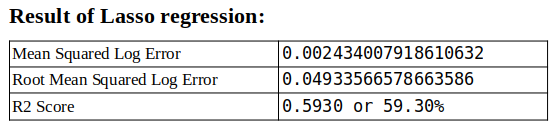 Result of Lasso regression:
Mean Squared Log Error 0.002434007918610632
Root Mean Squared Log Error 0.04933566578663586
R2 Score 0.5930 or 59.30%